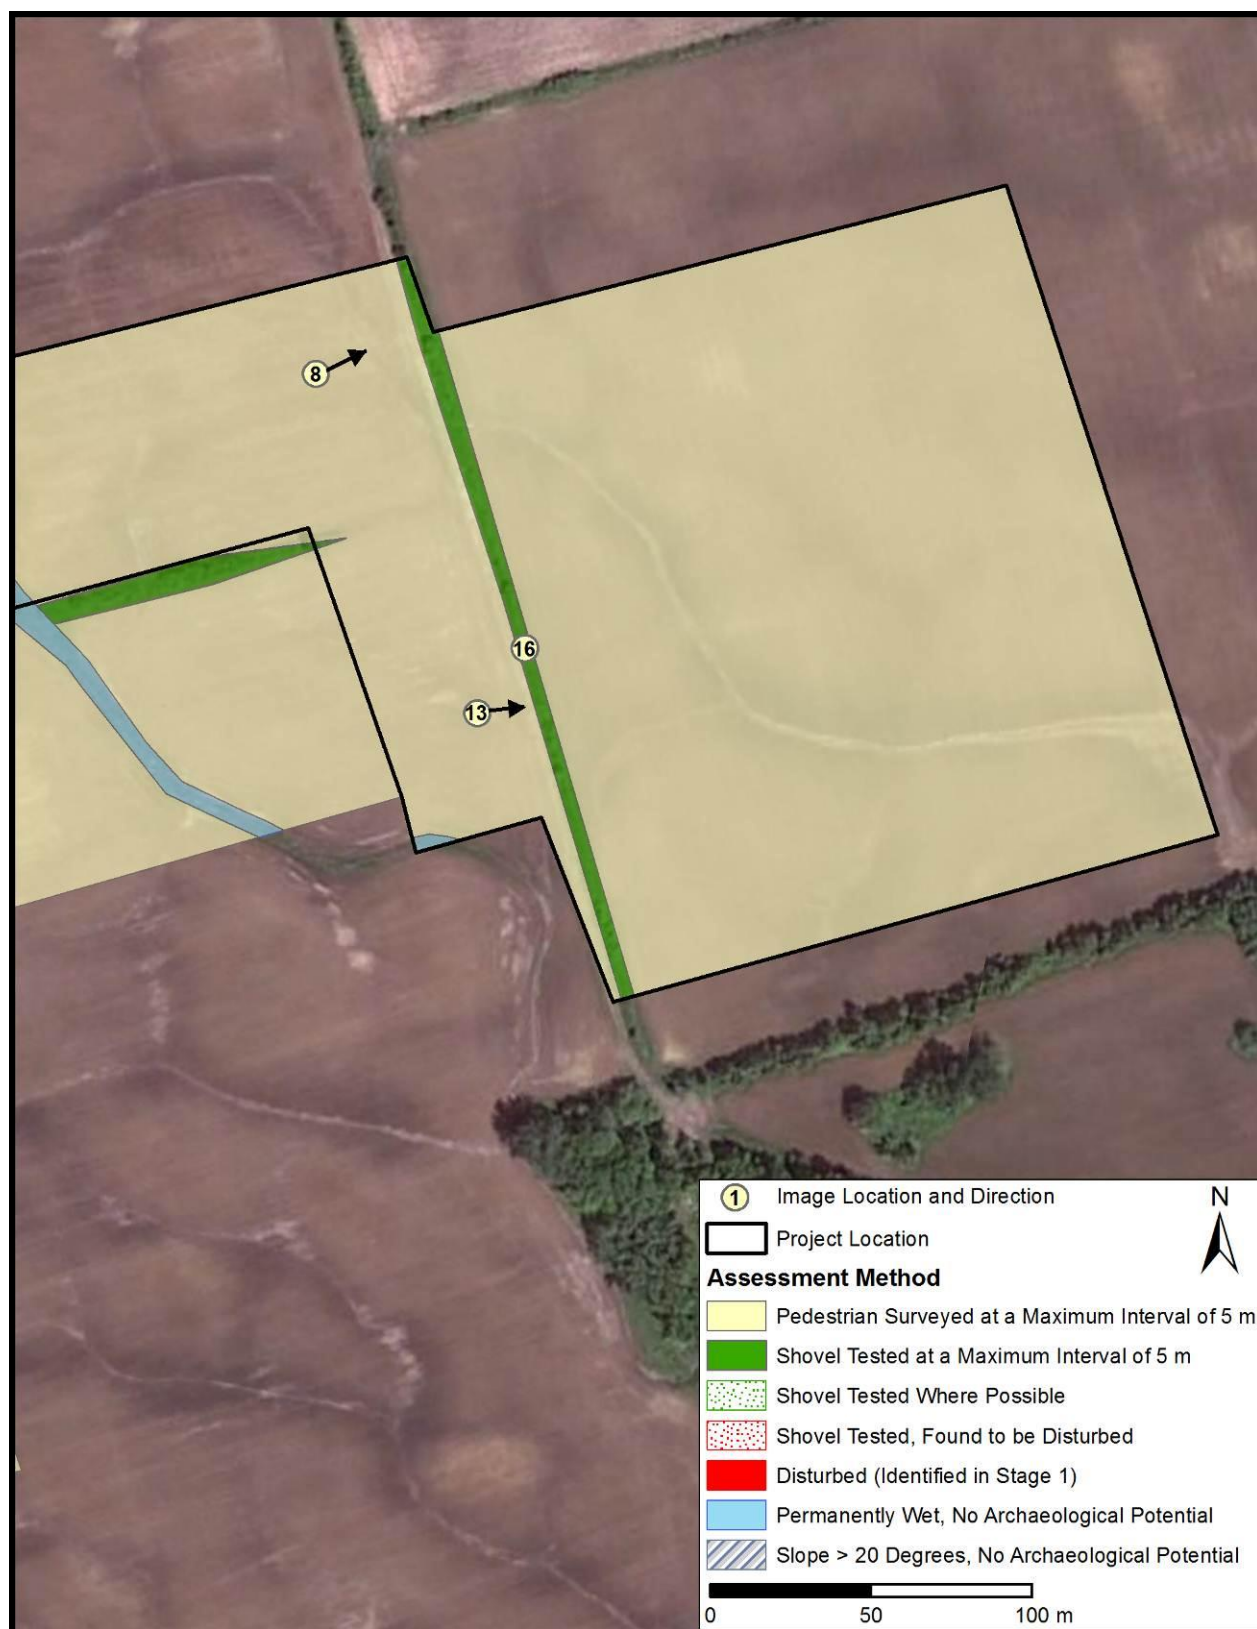 8
16
13
1 Image Location and Direction
N
Project Location
Assessment Method
Pedestrian Surveyed at a Maximum Interval of 5 m
Shovel Tested at a Maximum Interval of 5 m
Shovel Tested Where Possible
Shovel Tested, Found to be Disturbed
Disturbed (Identified in Stage 1)
Permanently Wet, No Archaeological Potential
Slope > 20 Degrees, No Archaeological Potential
0 50 100 m